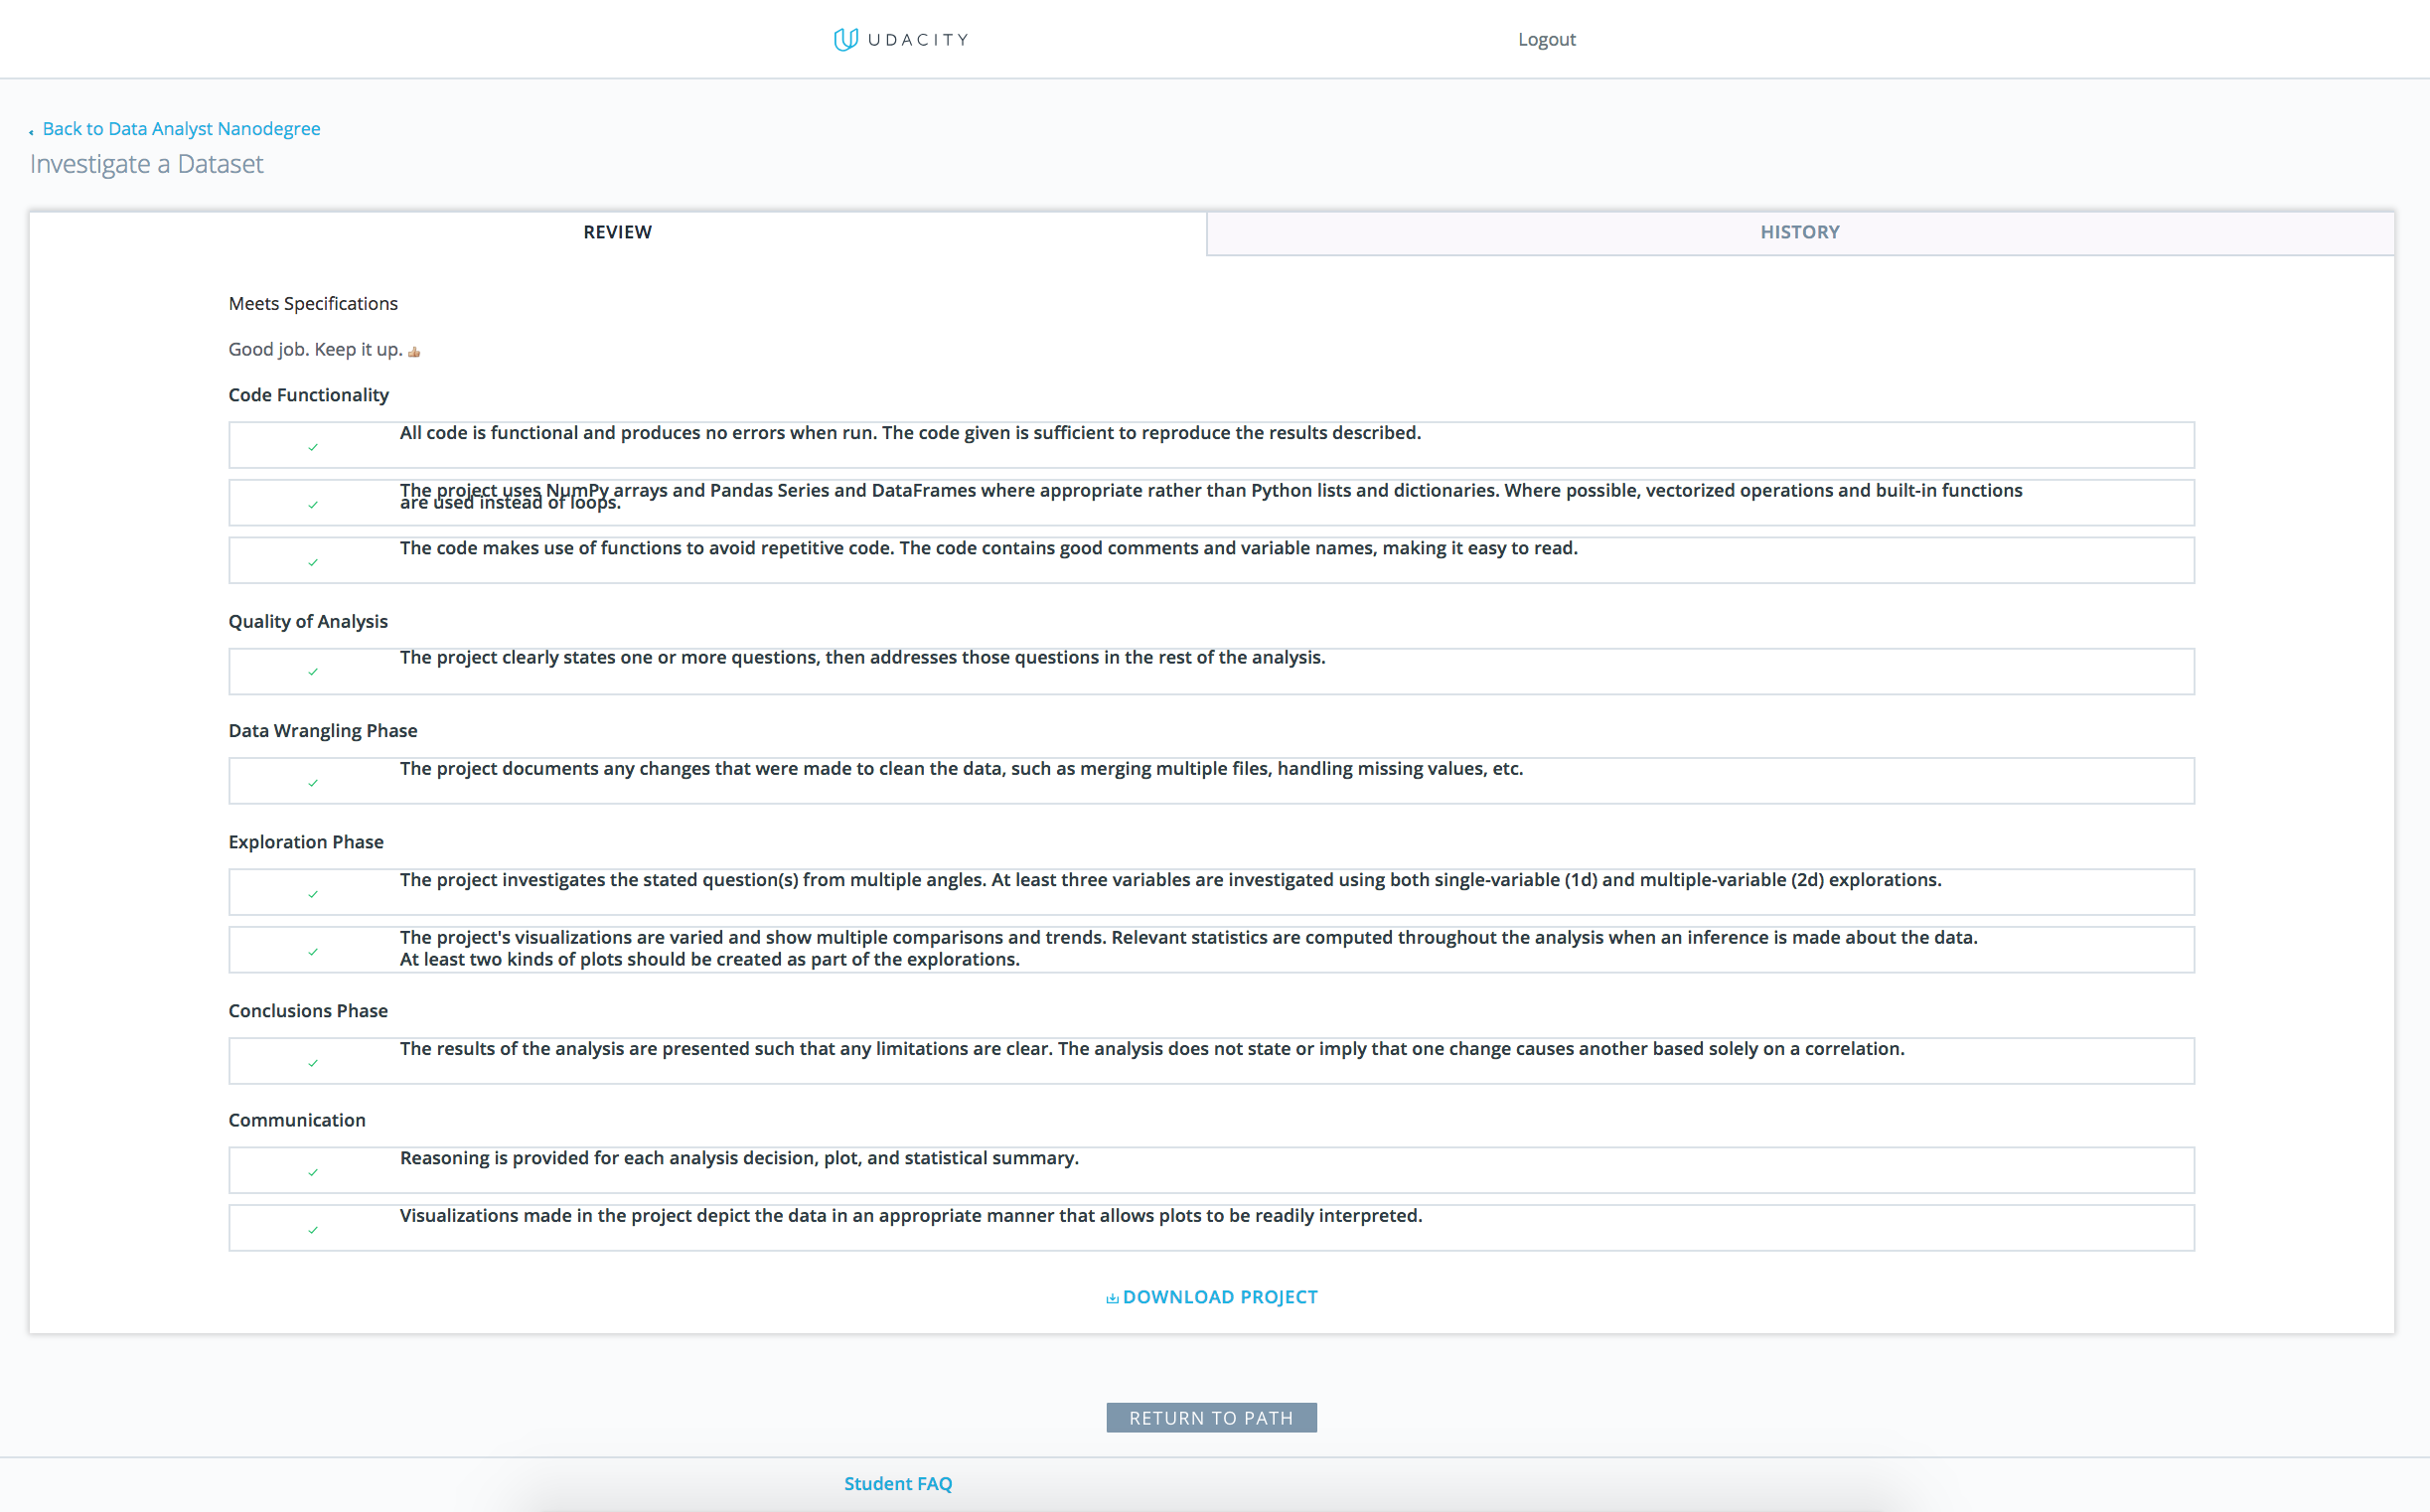 UDACITY
Logout
Back to Data Analyst Nanodegree
Investigate a Dataset
REVIEW
HISTORY
Meets Specifications
Good job. Keep it up. 👍🏼
Code Functionality
All code is functional and produces no errors when run. The code given is sufficient to reproduce the results described.
The project uses NumPy arrays and Pandas Series and DataFrames where appropriate rather than Python lists and dictionaries. Where possible, vectorized operations and built-in functions
are used instead of loops.
The code makes use of functions to avoid repetitive code. The code contains good comments and variable names, making it easy to read.
Quality of Analysis
The project clearly states one or more questions, then addresses those questions in the rest of the analysis.
Data Wrangling Phase
The project documents any changes that were made to clean the data, such as merging multiple files, handling missing values, etc.
Exploration Phase
The project investigates the stated question(s) from multiple angles. At least three variables are investigated using both single-variable (1d) and multiple-variable (2d) explorations.
The project's visualizations are varied and show multiple comparisons and trends. Relevant statistics are computed throughout the analysis when an inference is made about the data.
At least two kinds of plots should be created as part of the explorations.
Conclusions Phase
The results of the analysis are presented such that any limitations are clear. The analysis does not state or imply that one change causes another based solely on a correlation.
Communication
Reasoning is provided for each analysis decision, plot, and statistical summary.
Visualizations made in the project depict the data in an appropriate manner that allows plots to be readily interpreted.
DOWNLOAD PROJECT
RETURN TO PATH
Student FAQ